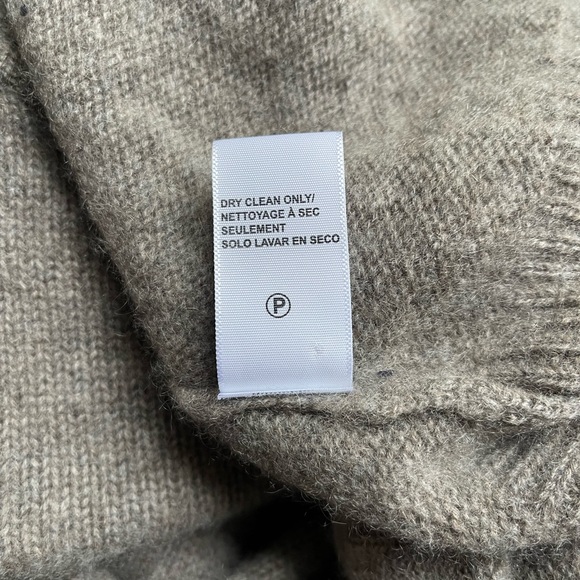 DRY CLEAN ONLY/
NETTOYAGE À SEC
SEULEMENT
SOLO LAVAR EN SECO
P